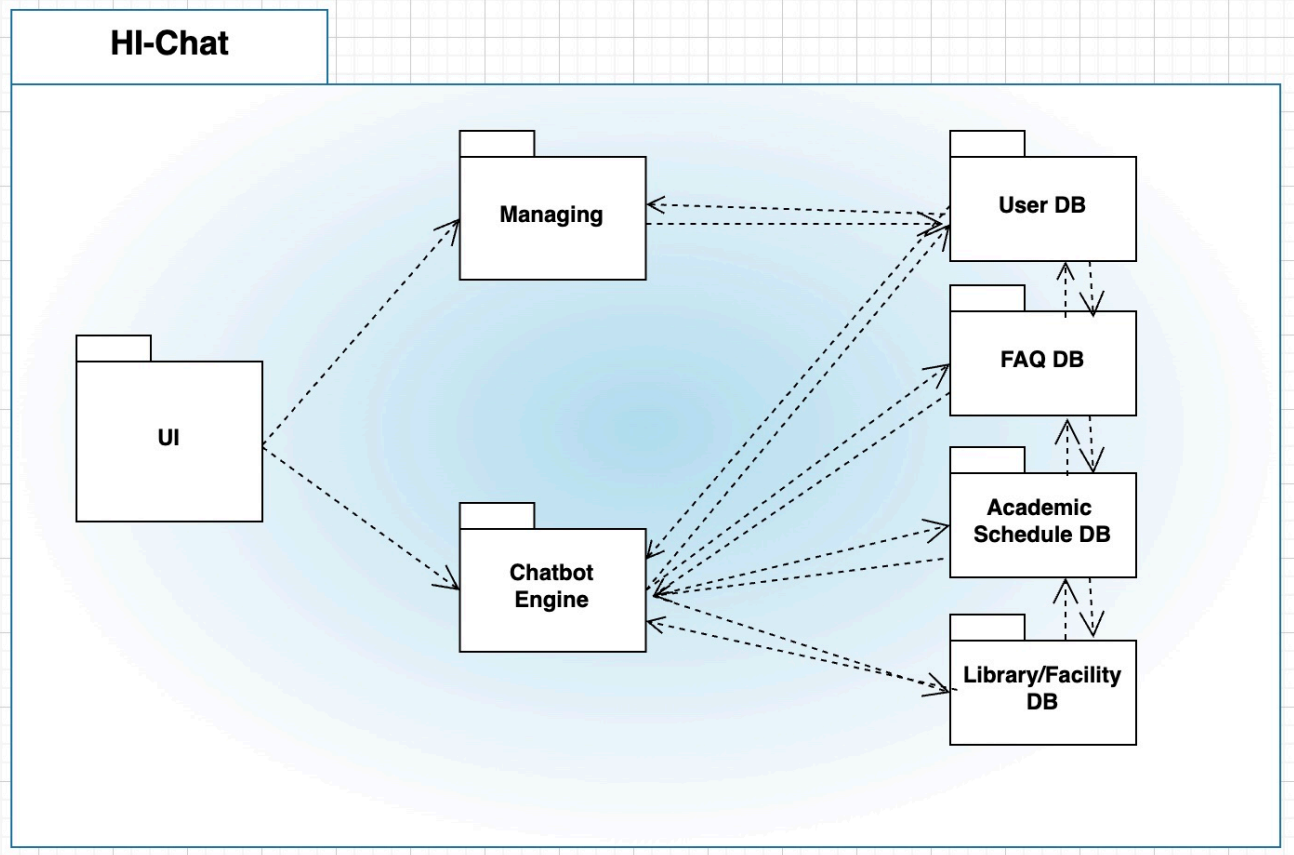 HI-Chat
Managing
User DB
FAQ DB
UI
Academic
Schedule DB
Chatbot
Engine
Library/Facility
DB